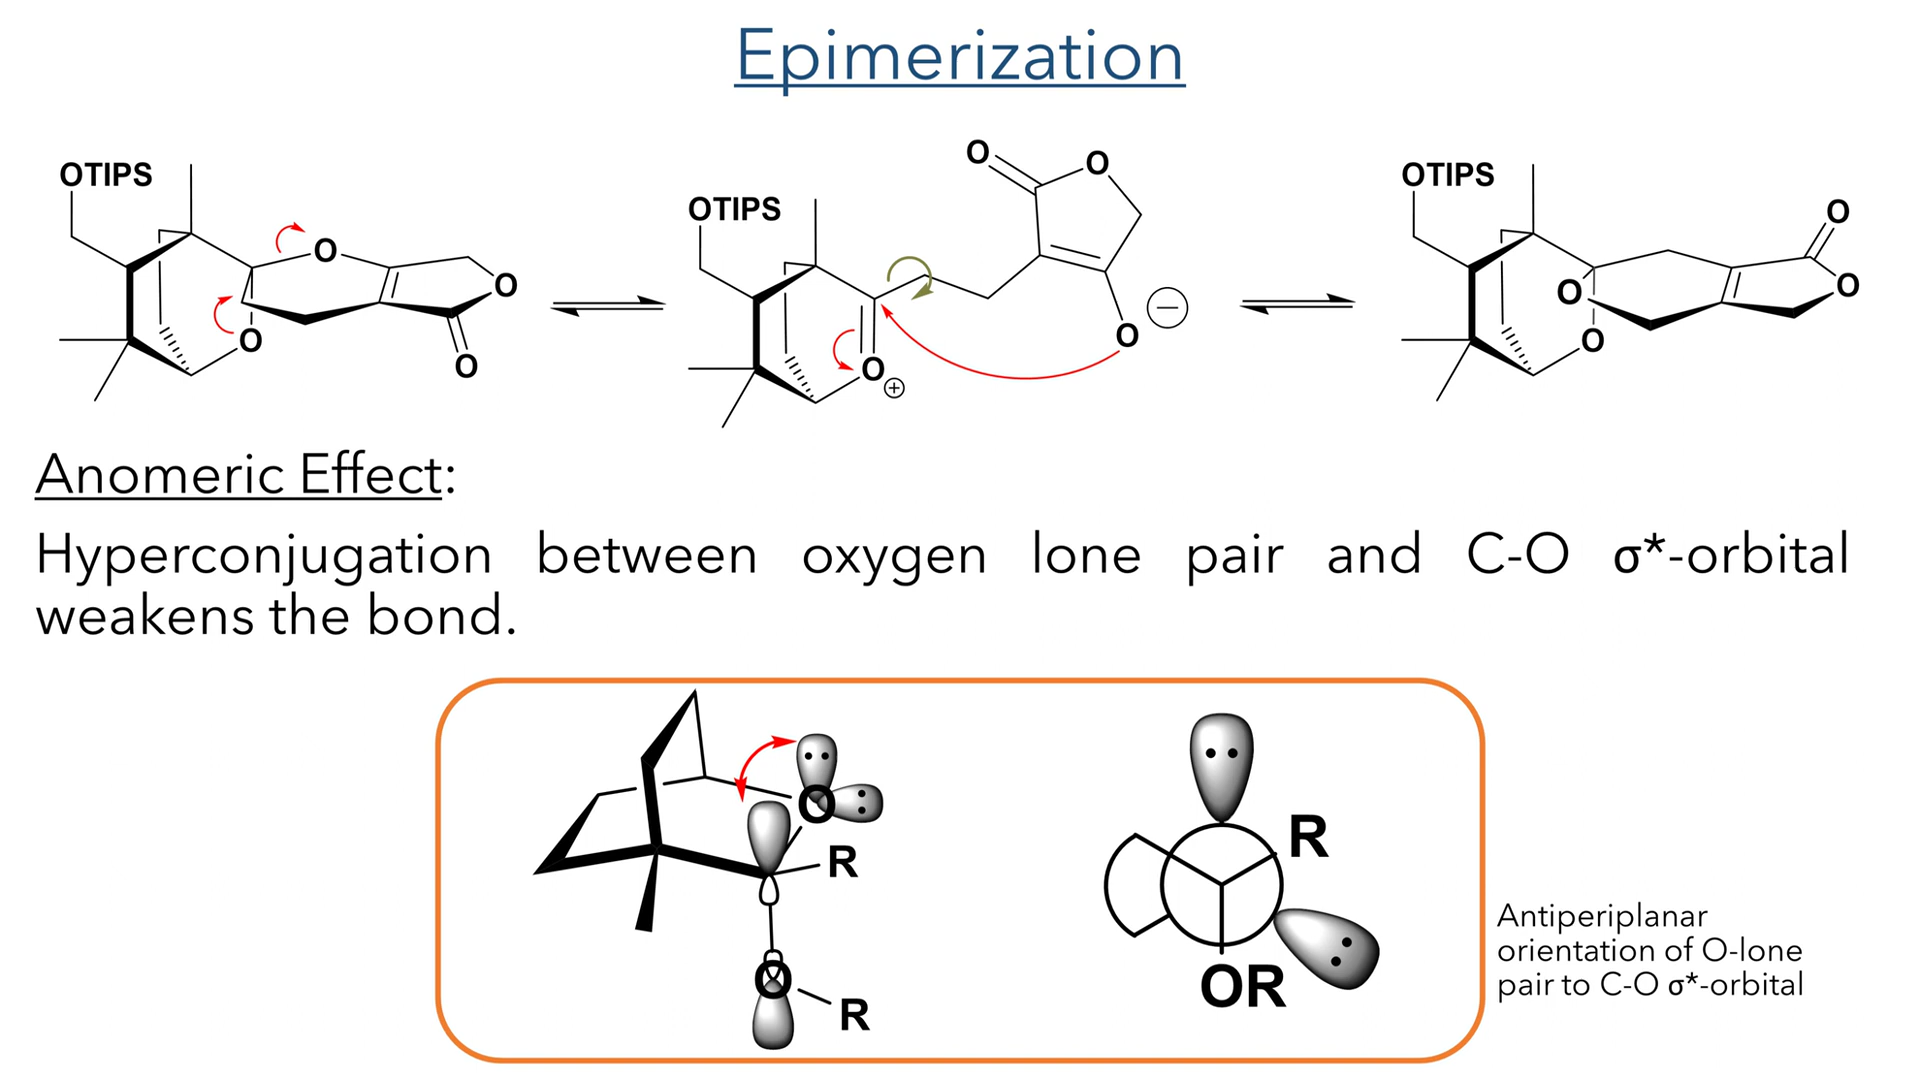 Epimerization
OTIPS
O
O
O
O
OTIPS
O
O
O
−
O
+
OTIPS
O
O
O
O
Anomeric Effect:
Hyperconjugation between oxygen lone pair and C-O σ*-orbital
weakens the bond.
O
R
O
R
R
OR
Antiperiplanar
orientation of O-lone
pair to C-O σ*-orbital